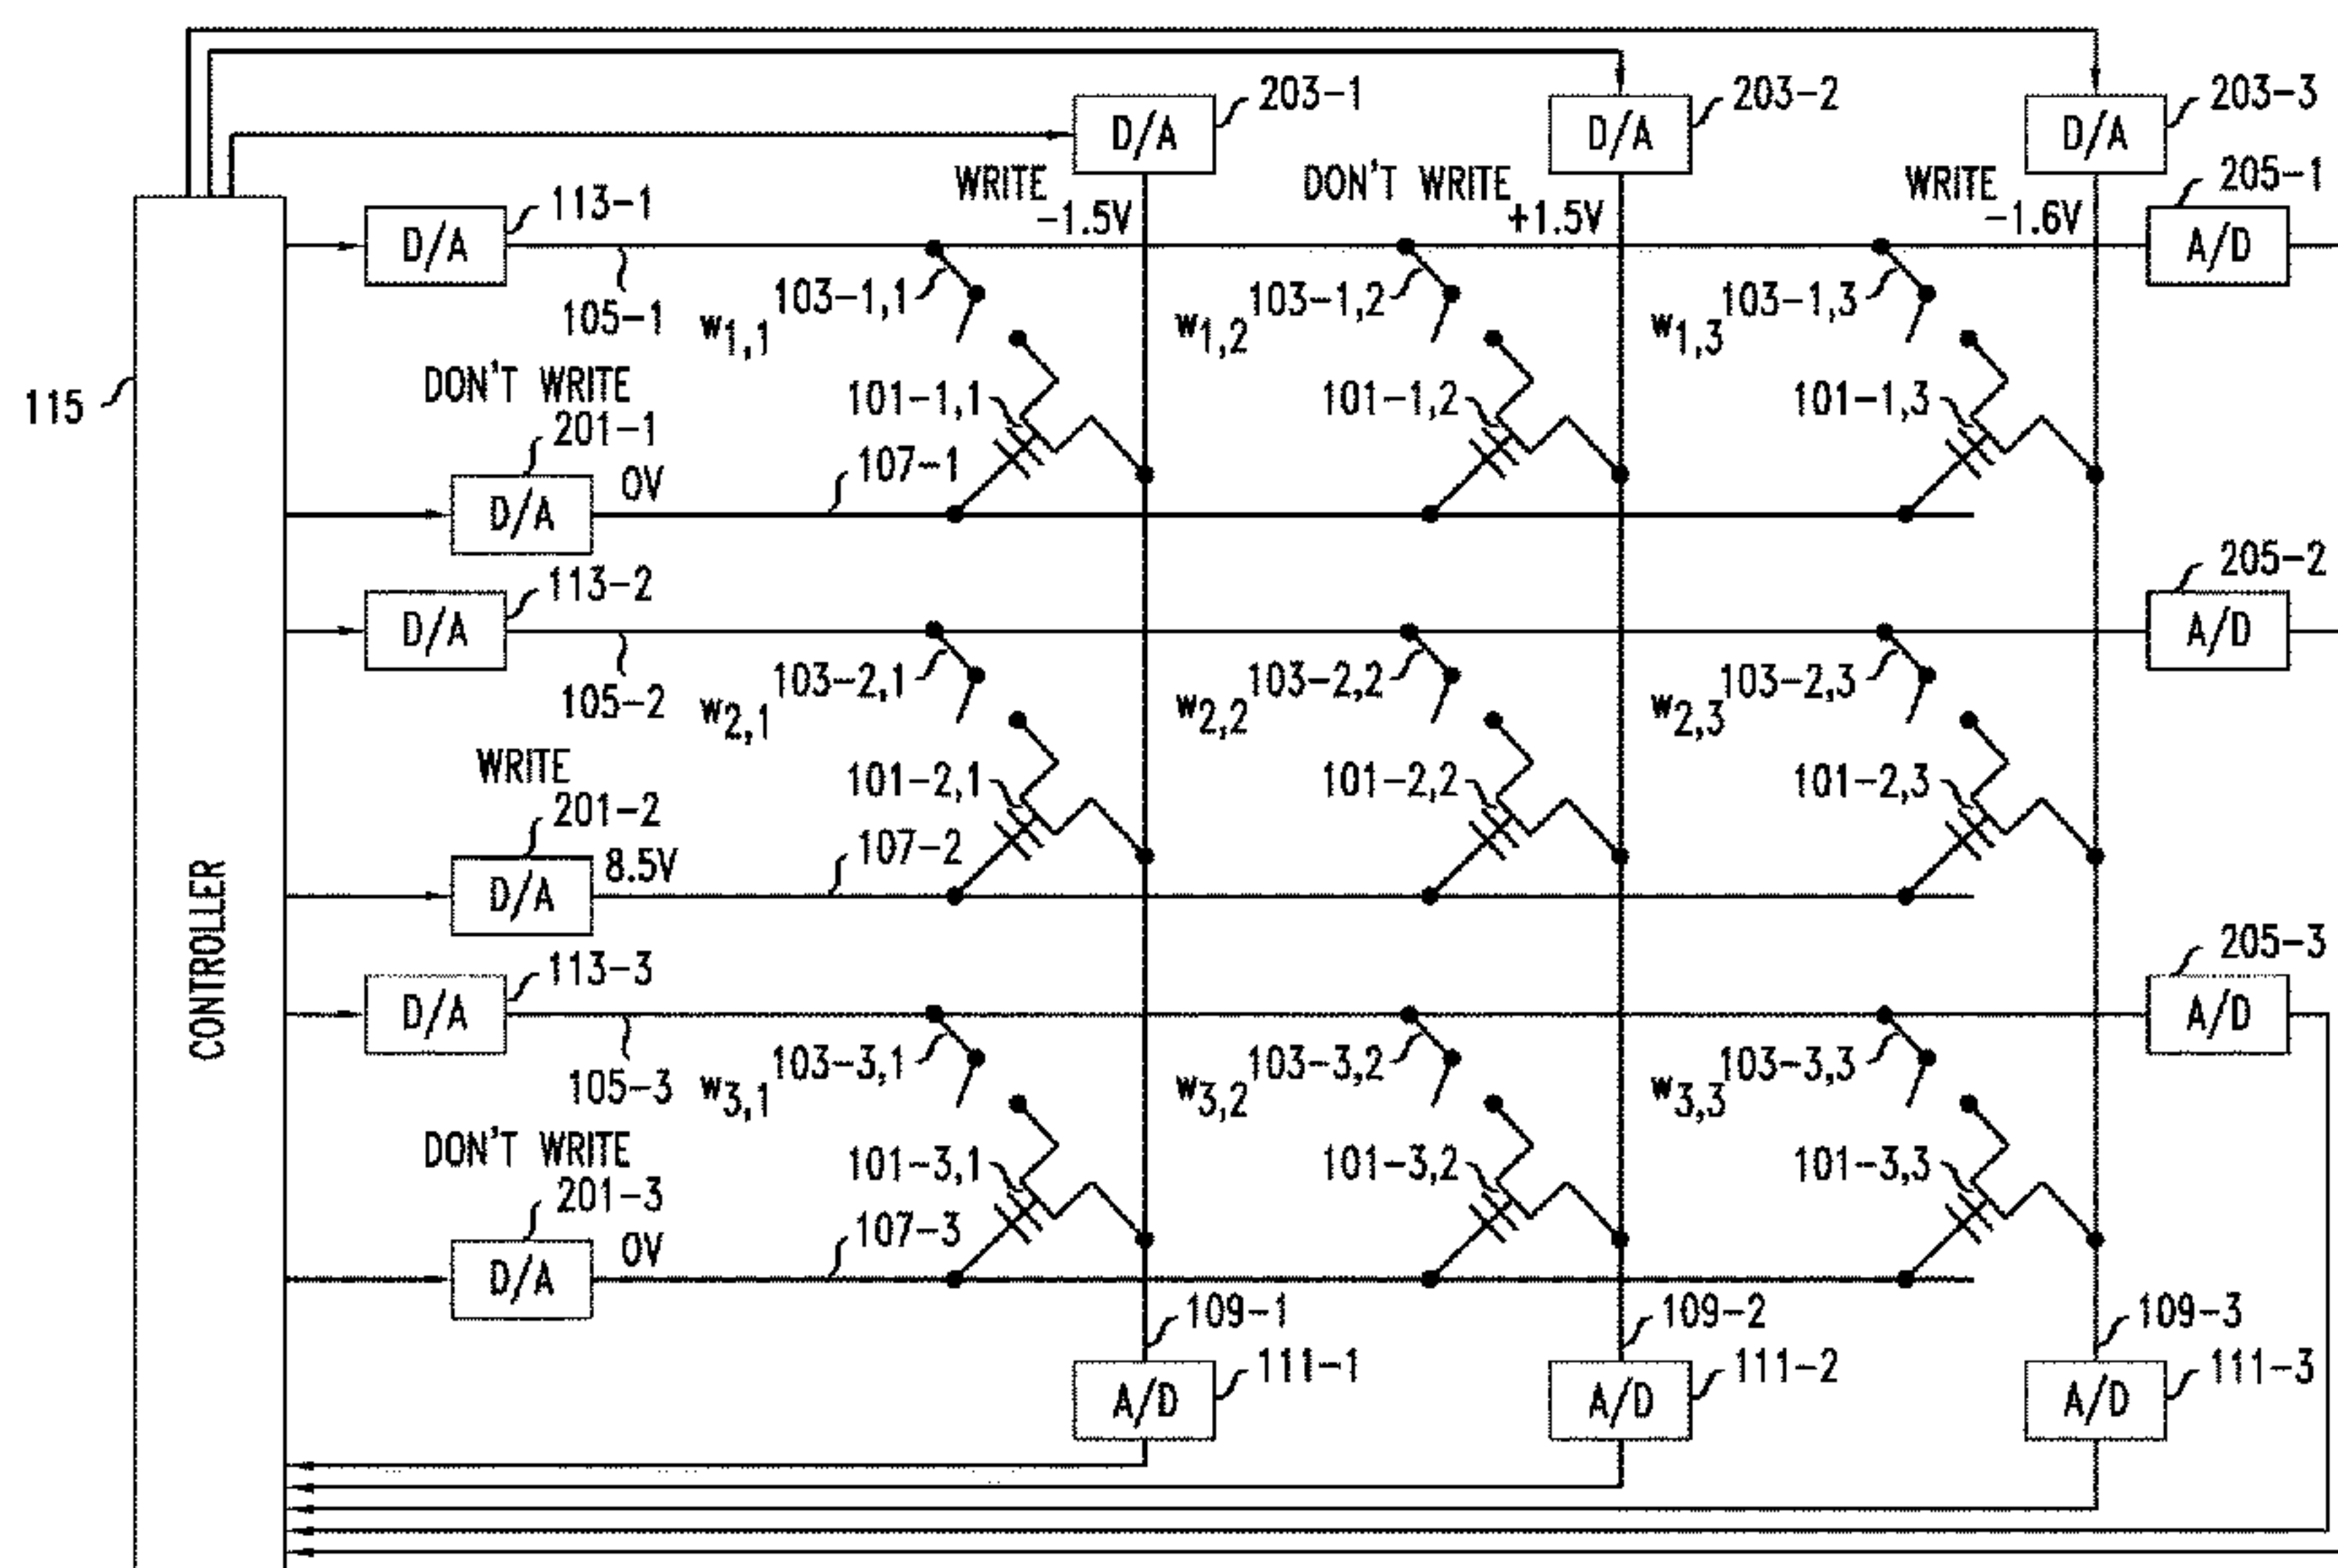 203-1
203-2
203-3
D/A
D/A
D/A
WRITE
DON'T WRITE
WRITE
205-1
113-1
-1.5V
+1.5V
-1.6V
D/A
A/D
105-1
w1,1
103-1,1
w1,2
103-1,2
w1,3
103-1,3
115
DON'T WRITE
101-1,1
101-1,2
101-1,3
201-1
0V
107-1
D/A
205-2
113-2
D/A
A/D
105-2
w2,1
103-2,1
w2,2
103-2,2
w2,3
103-2,3
WRITE
101-2,1
101-2,2
101-2,3
201-2
8.5V
107-2
D/A
CONTROLLER
205-3
113-3
D/A
A/D
105-3
w3,1
103-3,1
w3,2
103-3,2
w3,3
103-3,3
DON'T WRITE
101-3,1
101-3,2
101-3,3
201-3
0V
107-3
D/A
109-1
109-2
109-3
111-1
111-2
111-3
A/D
A/D
A/D